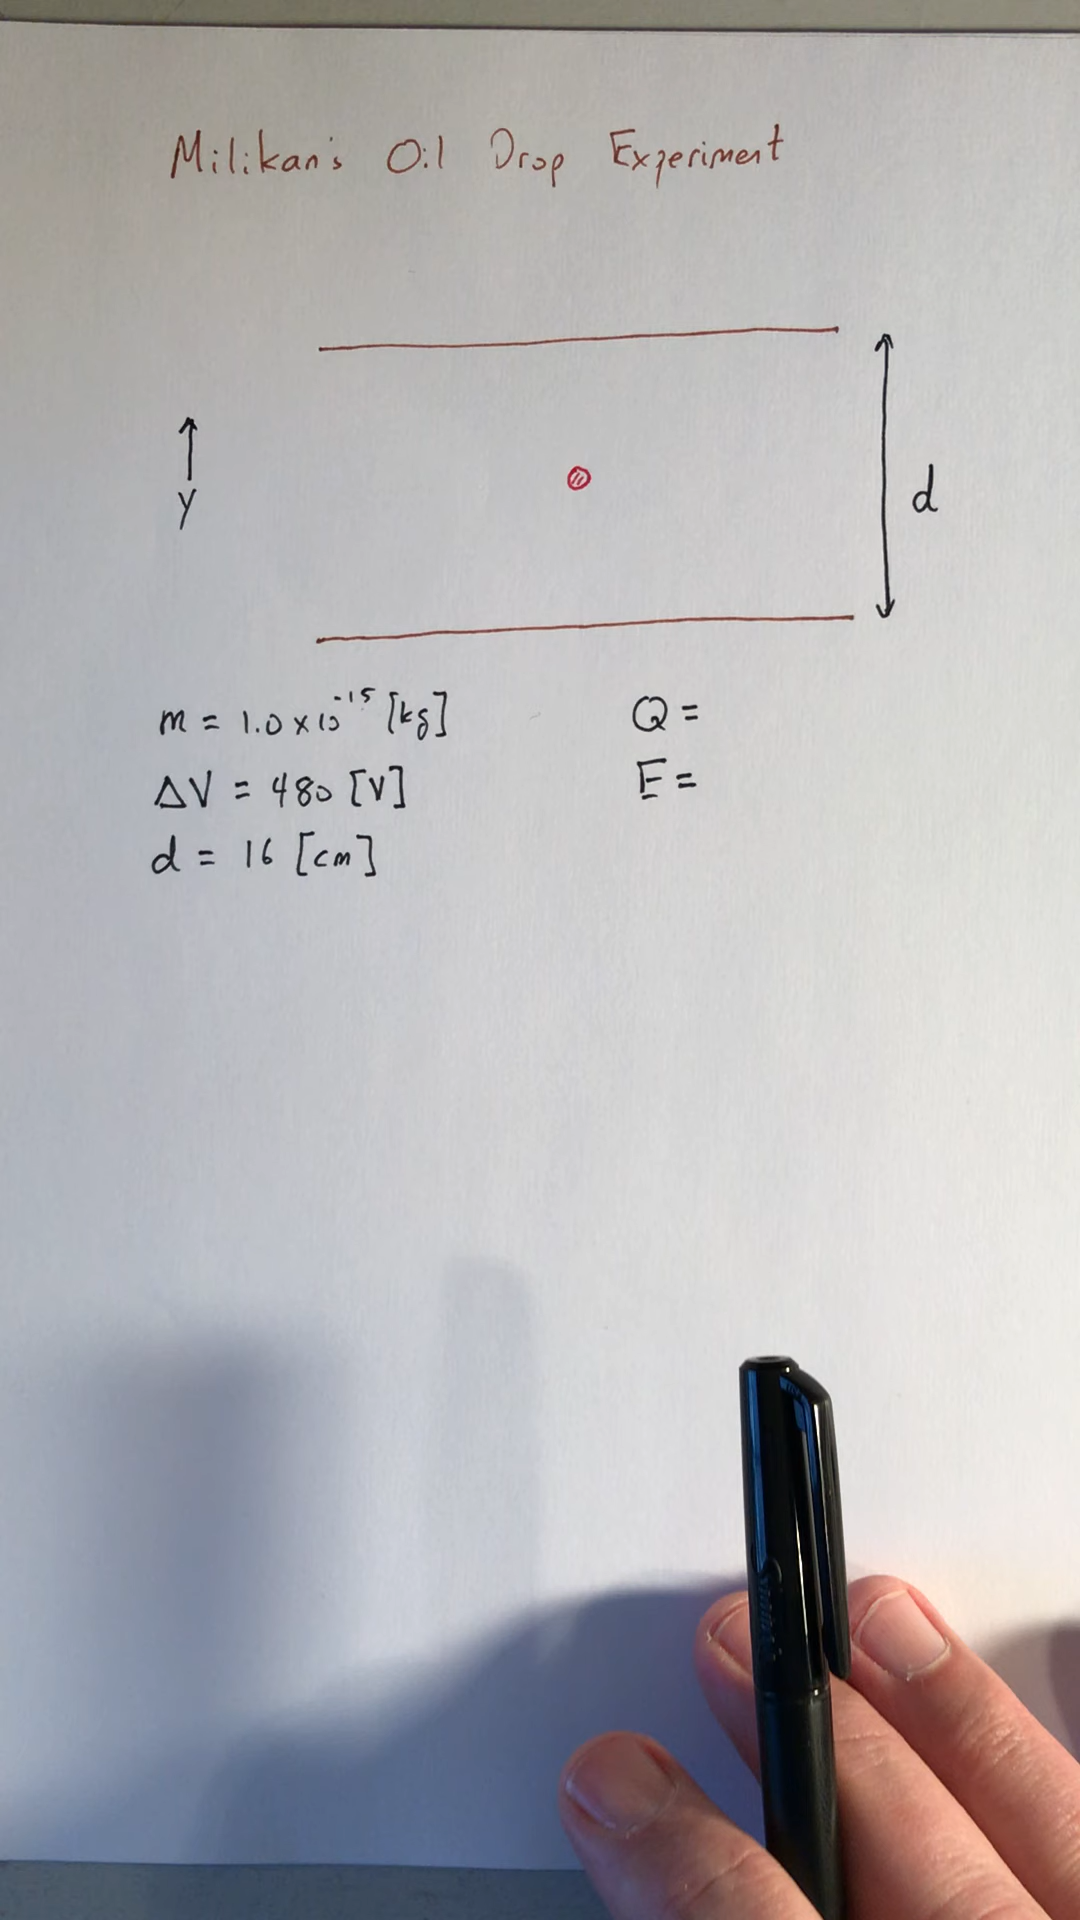 Milikan's Oil Drop Experiment
y
d
m = 1.0 x 10^-15 [kg]
Q =
ΔV = 480 [V]
E =
d = 16 [cm]